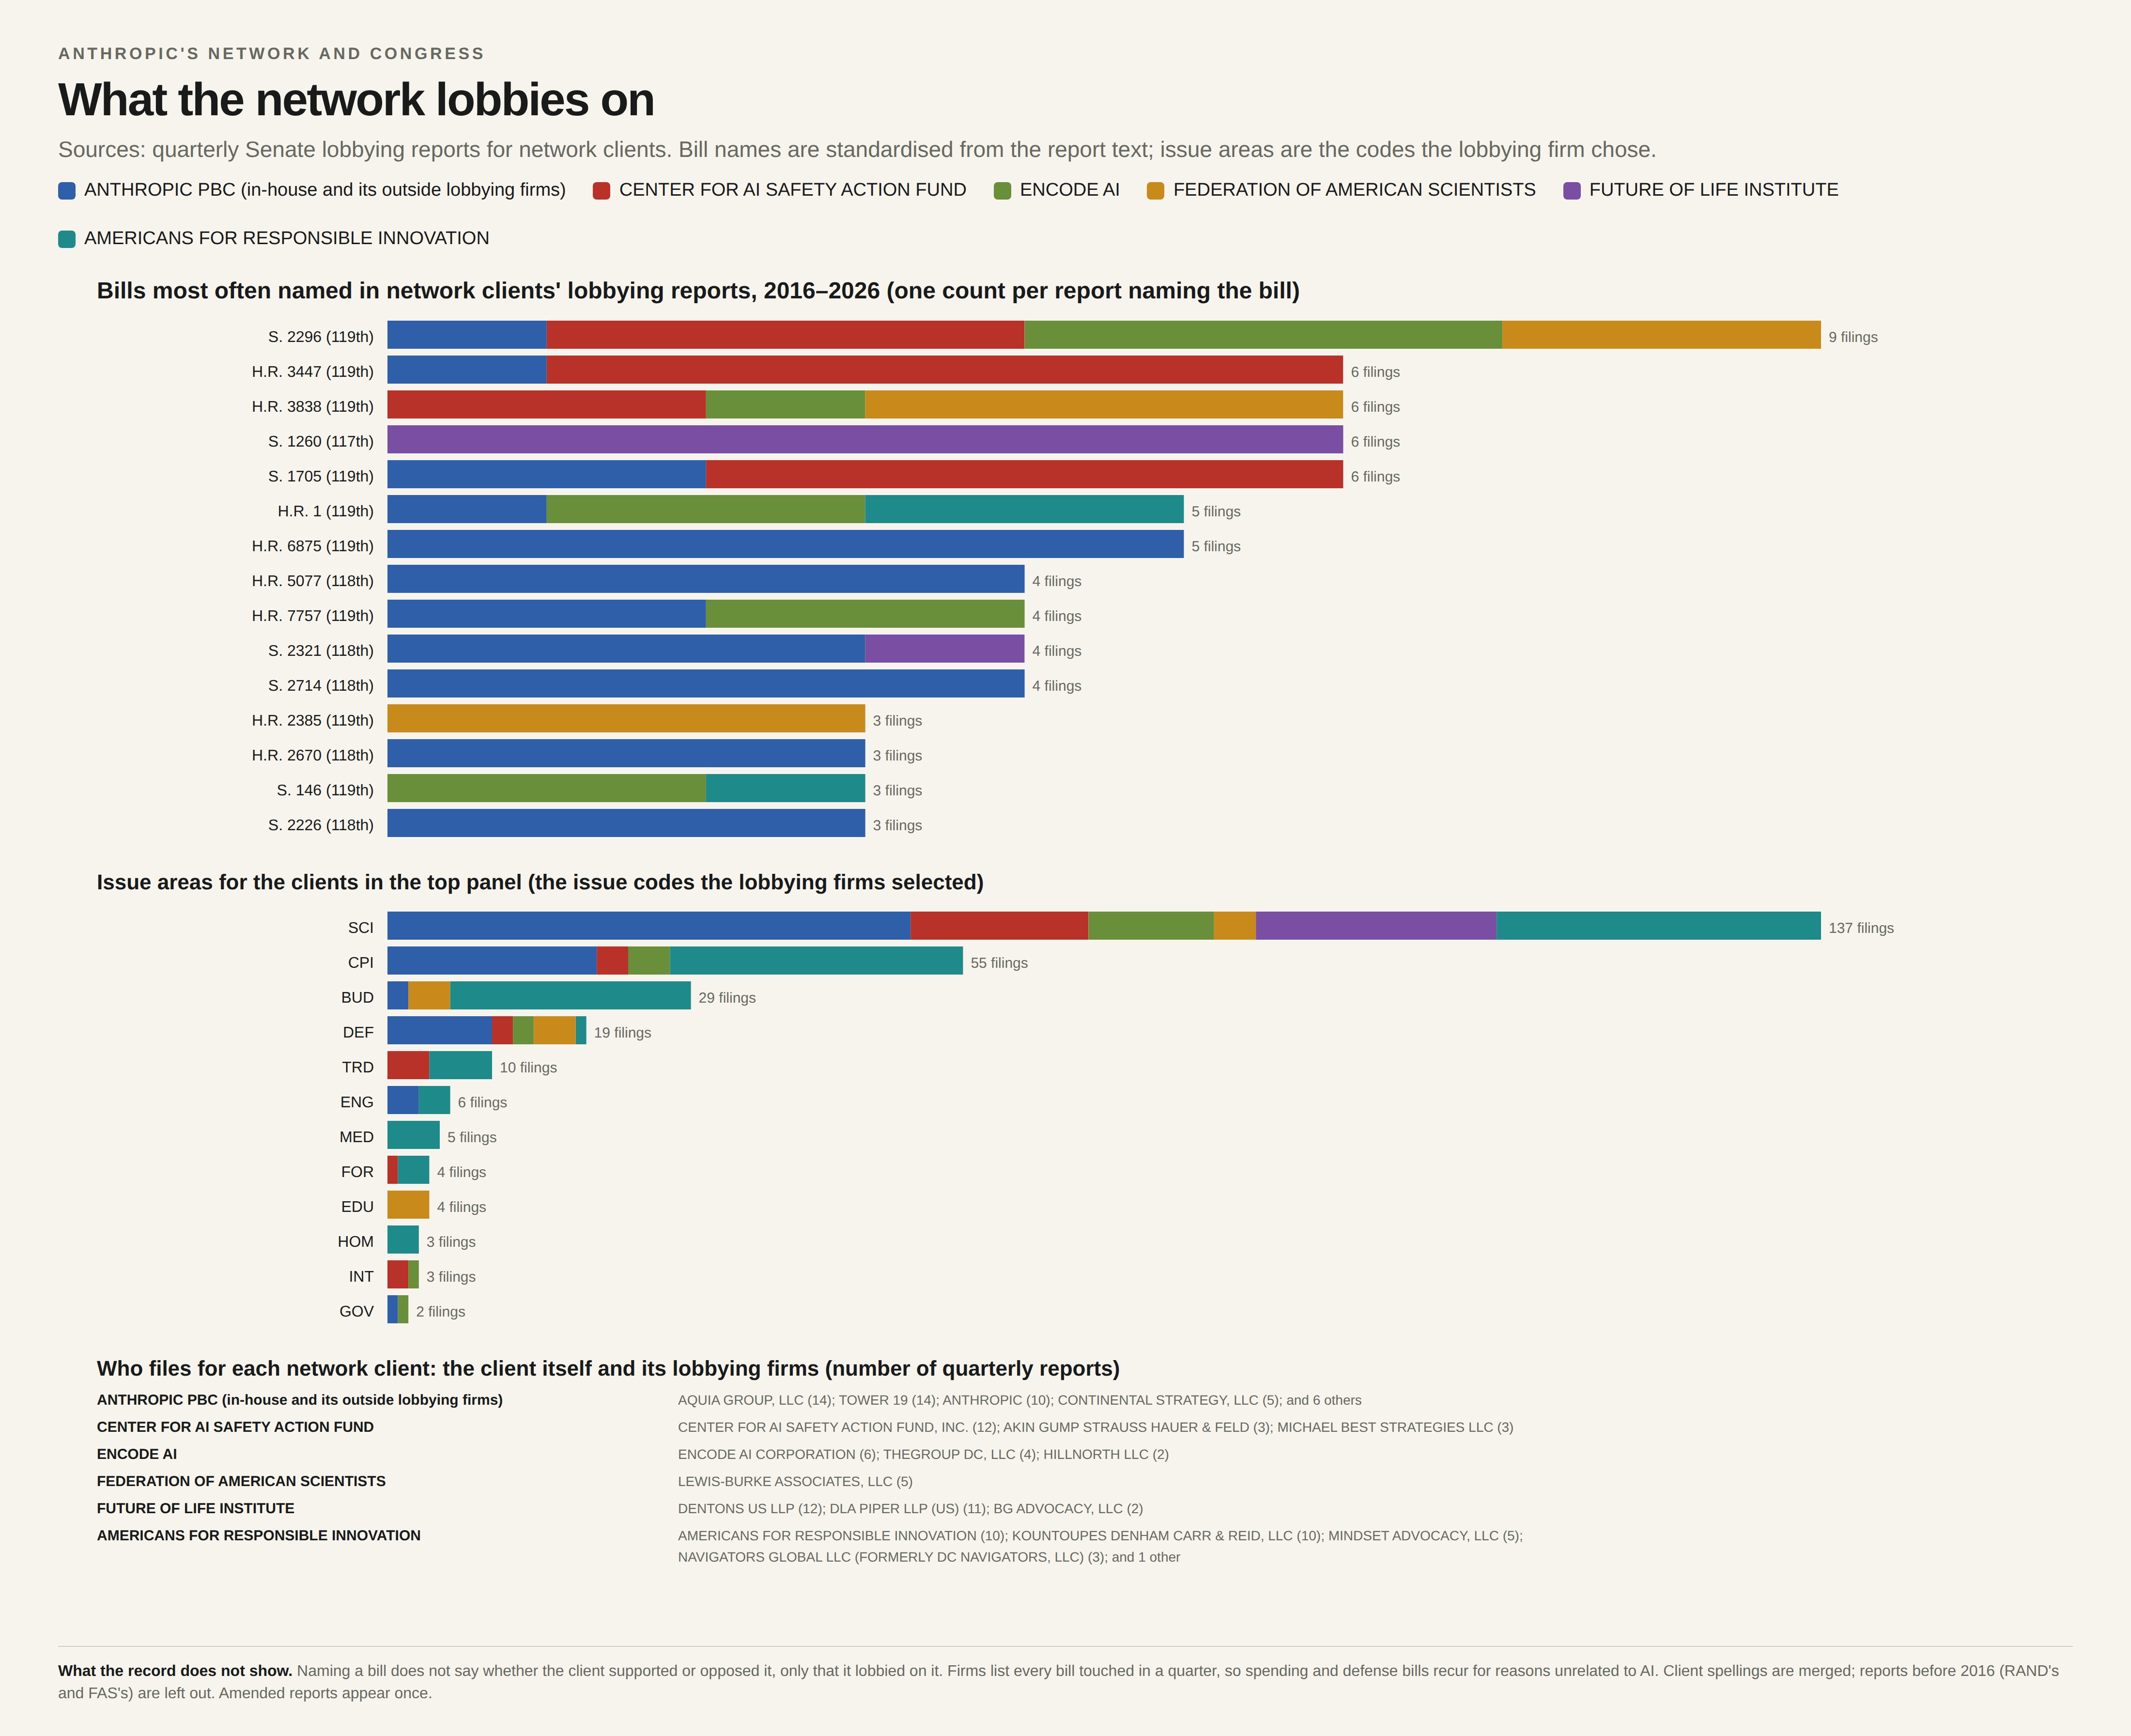 ANTHROPIC'S NETWORK AND CONGRESS
What the network lobbies on
Sources: quarterly Senate lobbying reports for network clients. Bill names are standardised from the report text; issue areas are the codes the lobbying firm chose.
ANTHROPIC PBC (in-house and its outside lobbying firms) CENTER FOR AI SAFETY ACTION FUND ENCODE AI FEDERATION OF AMERICAN SCIENTISTS FUTURE OF LIFE INSTITUTE
AMERICANS FOR RESPONSIBLE INNOVATION
Bills most often named in network clients' lobbying reports, 2016–2026 (one count per report naming the bill)
S. 2296 (119th) 9 filings
H.R. 3447 (119th) 6 filings
H.R. 3838 (119th) 6 filings
S. 1260 (117th) 6 filings
S. 1705 (119th) 6 filings
H.R. 1 (119th) 5 filings
H.R. 6875 (119th) 5 filings
H.R. 5077 (118th) 4 filings
H.R. 7757 (119th) 4 filings
S. 2321 (118th) 4 filings
S. 2714 (118th) 4 filings
H.R. 2385 (119th) 3 filings
H.R. 2670 (118th) 3 filings
S. 146 (119th) 3 filings
S. 2226 (118th) 3 filings
Issue areas for the clients in the top panel (the issue codes the lobbying firms selected)
SCI 137 filings
CPI 55 filings
BUD 29 filings
DEF 19 filings
TRD 10 filings
ENG 6 filings
MED 5 filings
FOR 4 filings
EDU 4 filings
HOM 3 filings
INT 3 filings
GOV 2 filings
Who files for each network client: the client itself and its lobbying firms (number of quarterly reports)
ANTHROPIC PBC (in-house and its outside lobbying firms) AQUIA GROUP, LLC (14); TOWER 19 (14); ANTHROPIC (10); CONTINENTAL STRATEGY, LLC (5); and 6 others
CENTER FOR AI SAFETY ACTION FUND CENTER FOR AI SAFETY ACTION FUND, INC. (12); AKIN GUMP STRAUSS HAUER & FELD (3); MICHAEL BEST STRATEGIES LLC (3)
ENCODE AI ENCODE AI CORPORATION (6); THEGROUP DC, LLC (4); HILLNORTH LLC (2)
FEDERATION OF AMERICAN SCIENTISTS LEWIS-BURKE ASSOCIATES, LLC (5)
FUTURE OF LIFE INSTITUTE DENTONS US LLP (12); DLA PIPER LLP (US) (11); BG ADVOCACY, LLC (2)
AMERICANS FOR RESPONSIBLE INNOVATION AMERICANS FOR RESPONSIBLE INNOVATION (10); KOUNTOUPES DENHAM CARR & REID, LLC (10); MINDSET ADVOCACY, LLC (5);
NAVIGATORS GLOBAL LLC (FORMERLY DC NAVIGATORS, LLC) (3); and 1 other
What the record does not show. Naming a bill does not say whether the client supported or opposed it, only that it lobbied on it. Firms list every bill touched in a quarter, so spending and defense bills recur for reasons unrelated to AI. Client spellings are merged; reports before 2016 (RAND's
and FAS's) are left out. Amended reports appear once.